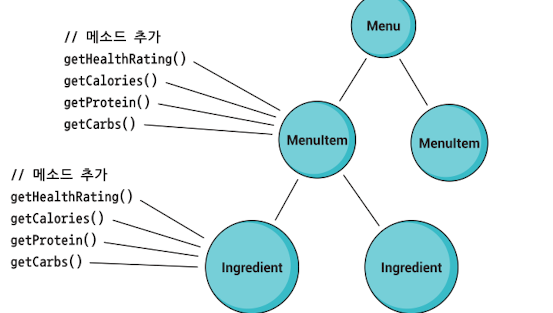 Menu
// 메소드 추가
getHealthRating()
getCalories()
getProtein()
getCarbs()
MenuItem
MenuItem
// 메소드 추가
getHealthRating()
getCalories()
getProtein()
getCarbs()
Ingredient
Ingredient